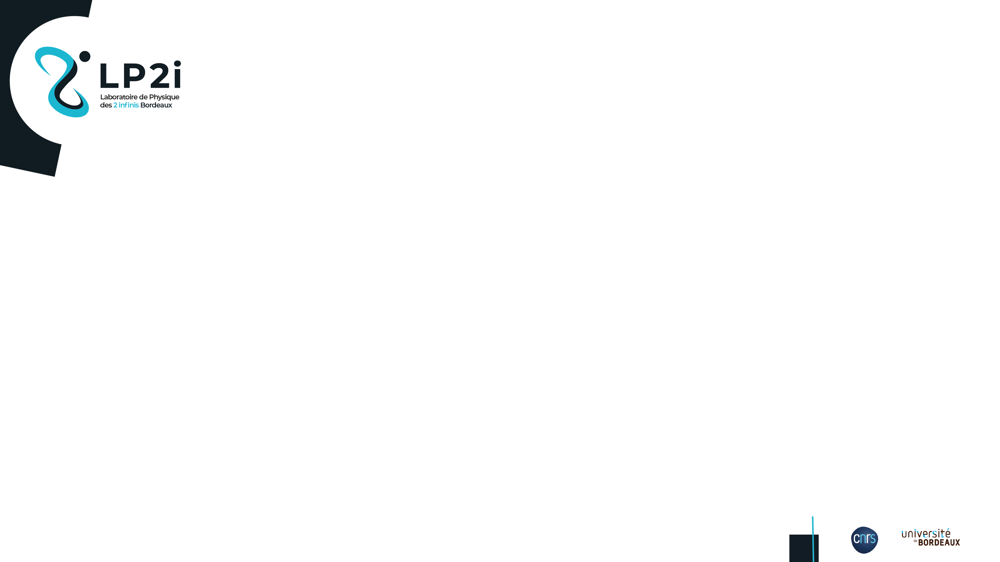 LP2i
Laboratoire de Physique
des 2 infinis Bordeaux
cnrs
université
de BORDEAUX